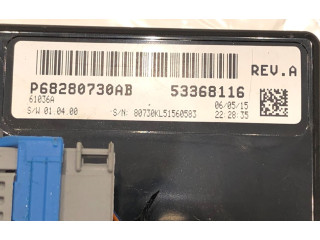 P68280730AB 53368116 REV.A
61036A 06/05/15
S/W 01.04.00 S/N: 80730KL51560583 22:28:35